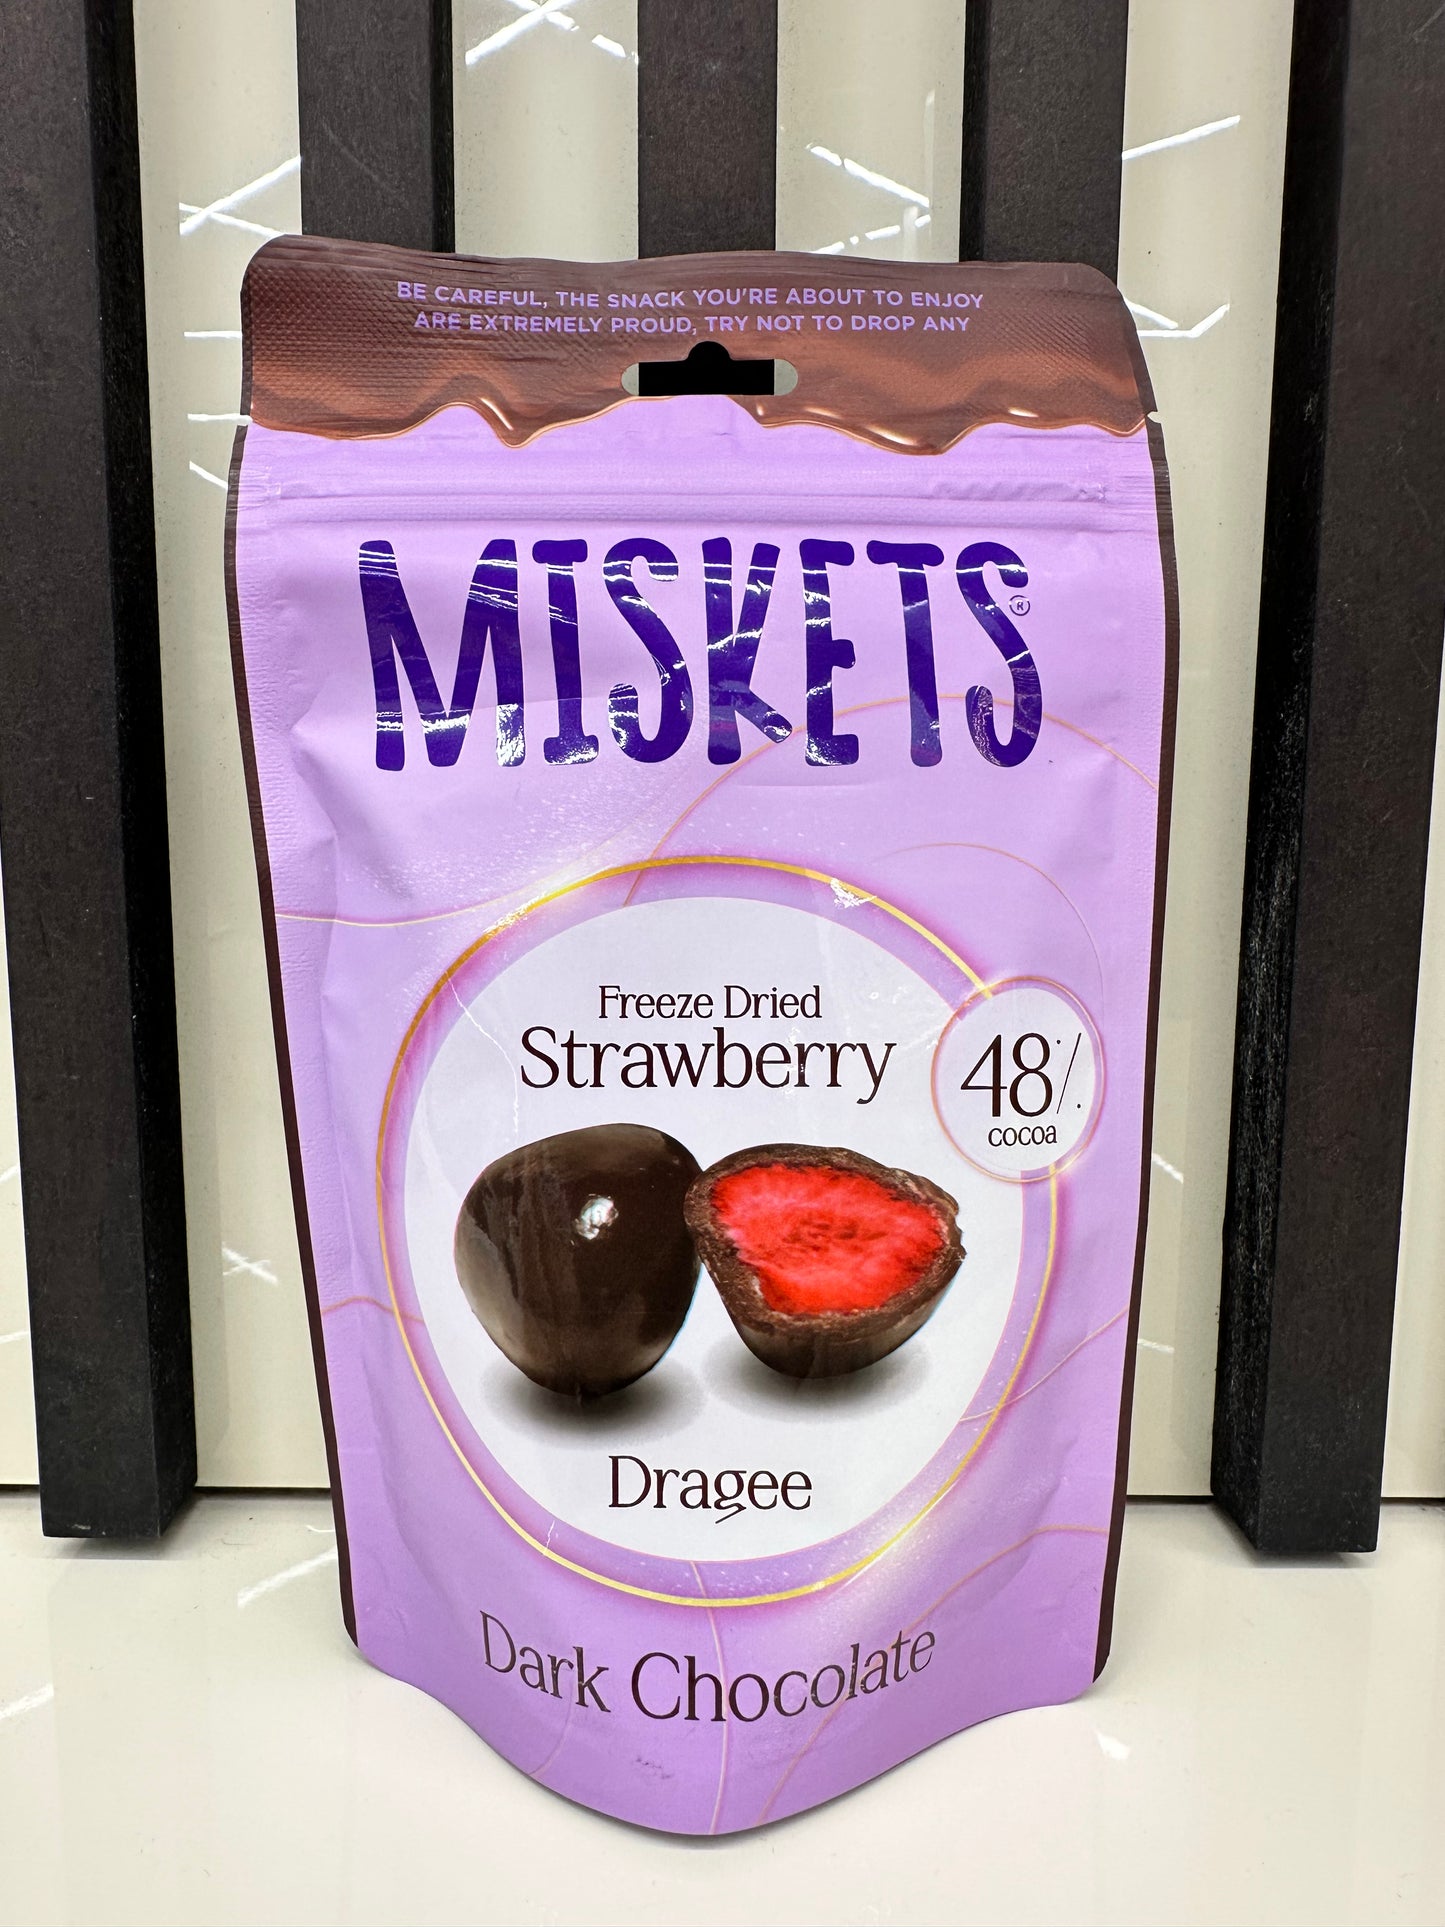 BE CAREFUL, THE SNACK YOU'RE ABOUT TO ENJOY
ARE EXTREMELY PROUD, TRY NOT TO DROP ANY
MISKETS®
Freeze Dried
Strawberry
48%
cocoa
Dragee
Dark Chocolate